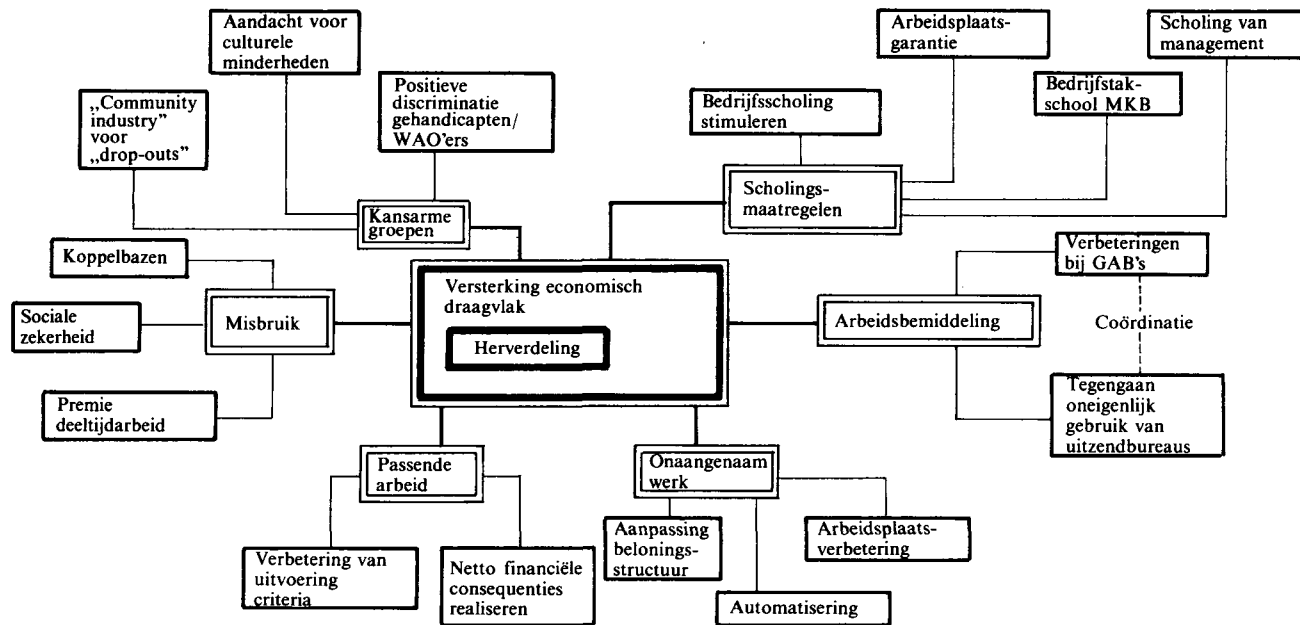 Aandacht voor
culturele
minderheden
Arbeidsplaats-
garantie
Scholing van
management
„Community
industry”
voor
„drop-outs”
Positieve
discriminatie
gehandicapten/
WAO'ers
Bedrijfsscholing
stimuleren
Bedrijfstak-
school MKB
Kansarme
groepen
Scholings-
maatregelen
Koppelbazen
Verbeteringen
bij GAB's
Sociale
zekerheid
Misbruik
Versterking economisch
draagvlak
Herverdeling
Arbeidsbemiddeling
Coördinatie
Premie
deeltijdarbeid
Tegengaan
oneigenlijk
gebruik van
uitzendbureaus
Passende
arbeid
Onaangenaam
werk
Verbetering van
uitvoering
criteria
Netto financiële
consequenties
realiseren
Aanpassing
belonings-
structuur
Arbeidsplaats-
verbetering
Automatisering